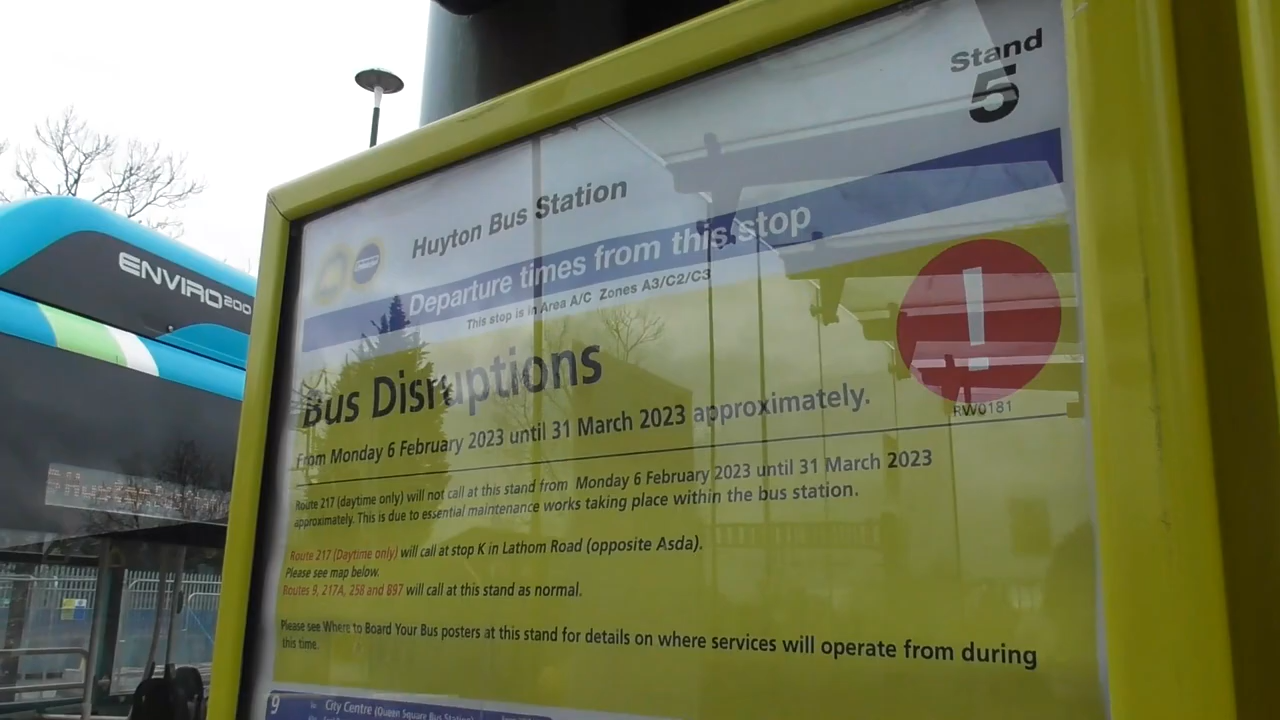 Stand
5
Huyton Bus Station
Departure times from this stop
This stop is in Area A/C Zones A3/C2/C3
ENVIRO200
Bus Disruptions
From Monday 6 February 2023 until 31 March 2023 approximately.
RW0181
Route 217 (daytime only) will not call at this stand from Monday 6 February 2023 until 31 March 2023
approximately. This is due to essential maintenance works taking place within the bus station.
Route 217 (Daytime only) will call at stop K in Lathom Road (opposite Asda).
Please see map below.
Routes 9, 217A, 258 and 897 will call at this stand as normal.
Please see Where to Board Your Bus posters at this stand for details on where services will operate from during
this time.
9 City Centre (Queen Square Bus Station)